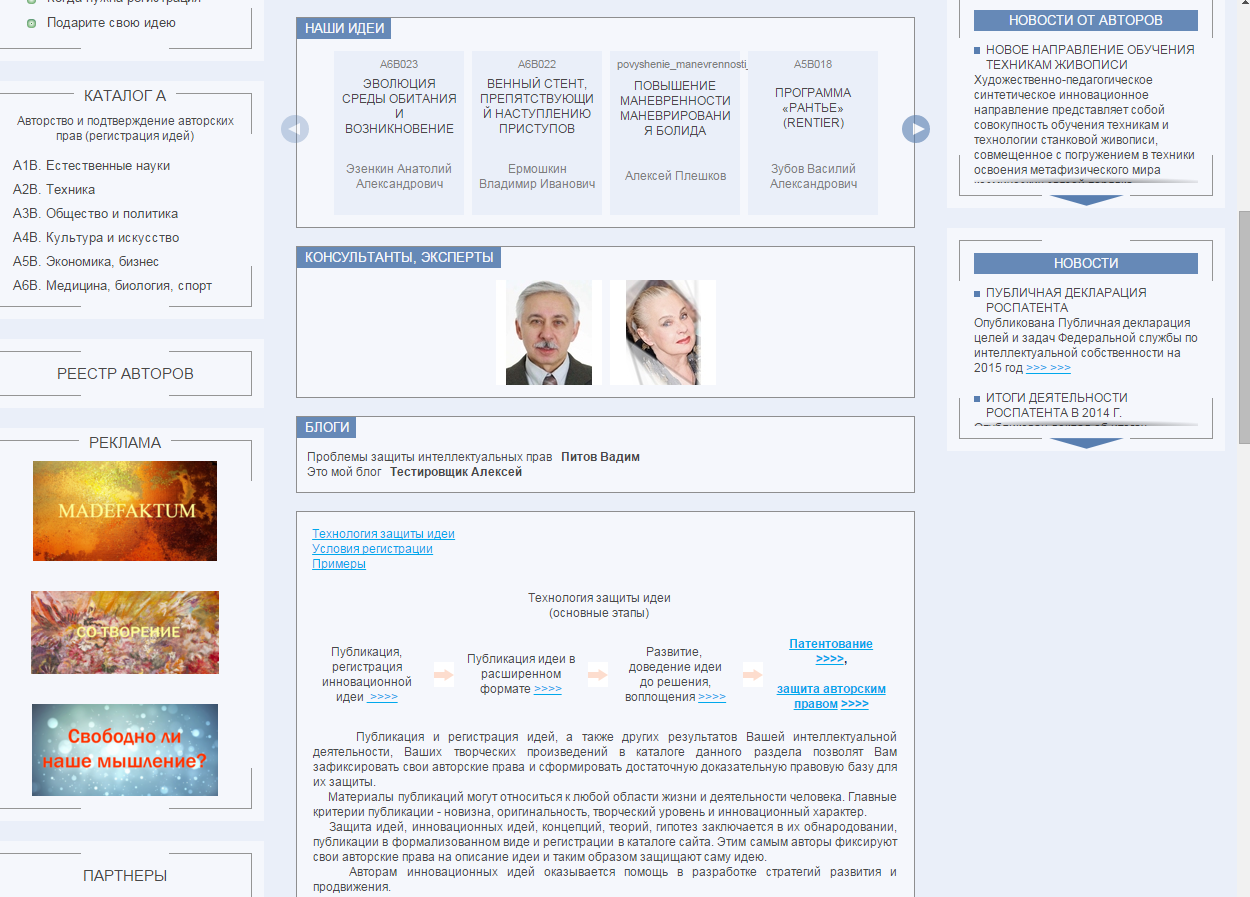 Когда нужна регистрация
Подарите свою идею
КАТАЛОГ А
Авторство и подтверждение авторских
прав (регистрация идей)
А1В. Естественные науки
А2В. Техника
А3В. Общество и политика
А4В. Культура и искусство
А5В. Экономика, бизнес
А6В. Медицина, биология, спорт
РЕЕСТР АВТОРОВ
РЕКЛАМА
MADEFAKTUM
СО-ТВОРЕНИЕ
Свободно ли
наше мышление?
ПАРТНЕРЫ
НАШИ ИДЕИ
A6B023
ЭВОЛЮЦИЯ
СРЕДЫ ОБИТАНИЯ
И
ВОЗНИКНОВЕНИЕ
Эзенкин Анатолий
Александрович
A6B022
ВЕННЫЙ СТЕНТ,
ПРЕПЯТСТВУЮЩИ
Й НАСТУПЛЕНИЮ
ПРИСТУПОВ
Ермошкин
Владимир Иванович
povyshenie_manevrennosti_
ПОВЫШЕНИЕ
МАНЕВРЕННОСТИ
МАНЕВРИРОВАНИ
Я БОЛИДА
Алексей Плешков
A5B018
ПРОГРАММА
«РАНТЬЕ»
(RENTIER)
Зубов Василий
Александрович
КОНСУЛЬТАНТЫ, ЭКСПЕРТЫ
БЛОГИ
Проблемы защиты интеллектуальных прав Питов Вадим
Это мой блог Тестировщик Алексей
Технология защиты идеи
Условия регистрации
Примеры
Технология защиты идеи
(основные этапы)
Публикация,
регистрация
инновационной
идеи >>>>
Публикация идеи в
расширенном
формате >>>>
Развитие,
доведение идеи
до решения,
воплощения >>>>
Патентование
>>>>,
защита авторским
правом >>>>
Публикация и регистрация идей, а также других результатов Вашей интеллектуальной
деятельности, Ваших творческих произведений в каталоге данного раздела позволят Вам
зафиксировать свои авторские права и сформировать достаточную доказательную правовую базу для
их защиты.
Материалы публикаций могут относиться к любой области жизни и деятельности человека. Главные
критерии публикации - новизна, оригинальность, творческий уровень и инновационный характер.
Защита идей, инновационных идей, концепций, теорий, гипотез заключается в их обнародовании,
публикации в формализованном виде и регистрации в каталоге сайта. Этим самым авторы фиксируют
свои авторские права на описание идеи и таким образом защищают саму идею.
Авторам инновационных идей оказывается помощь в разработке стратегий развития и
продвижения.
НОВОСТИ ОТ АВТОРОВ
НОВОЕ НАПРАВЛЕНИЕ ОБУЧЕНИЯ
ТЕХНИКАМ ЖИВОПИСИ
Художественно-педагогическое
синтетическое инновационное
направление представляет собой
совокупность обучения техникам и
технологии станковой живописи,
совмещенное с погружением в техники
освоения метафизического мира
НОВОСТИ
ПУБЛИЧНАЯ ДЕКЛАРАЦИЯ
РОСПАТЕНТА
Опубликована Публичная декларация
целей и задач Федеральной службы по
интеллектуальной собственности на
2015 год >>> >>>
ИТОГИ ДЕЯТЕЛЬНОСТИ
РОСПАТЕНТА В 2014 Г.